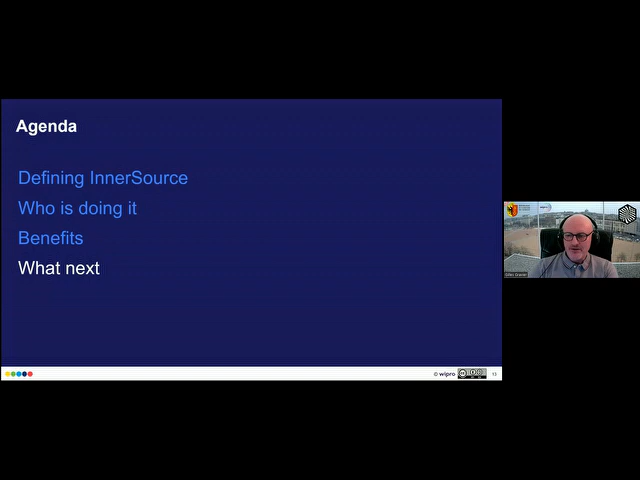 Agenda
Defining InnerSource
Who is doing it
Benefits
What next
© wipro
13